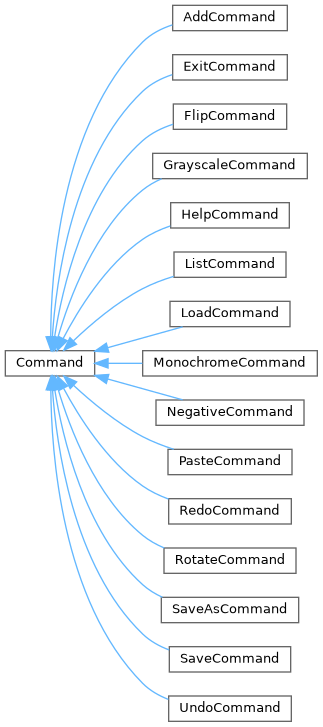 AddCommand
ExitCommand
FlipCommand
GrayscaleCommand
HelpCommand
ListCommand
LoadCommand
Command
MonochromeCommand
NegativeCommand
PasteCommand
RedoCommand
RotateCommand
SaveAsCommand
SaveCommand
UndoCommand